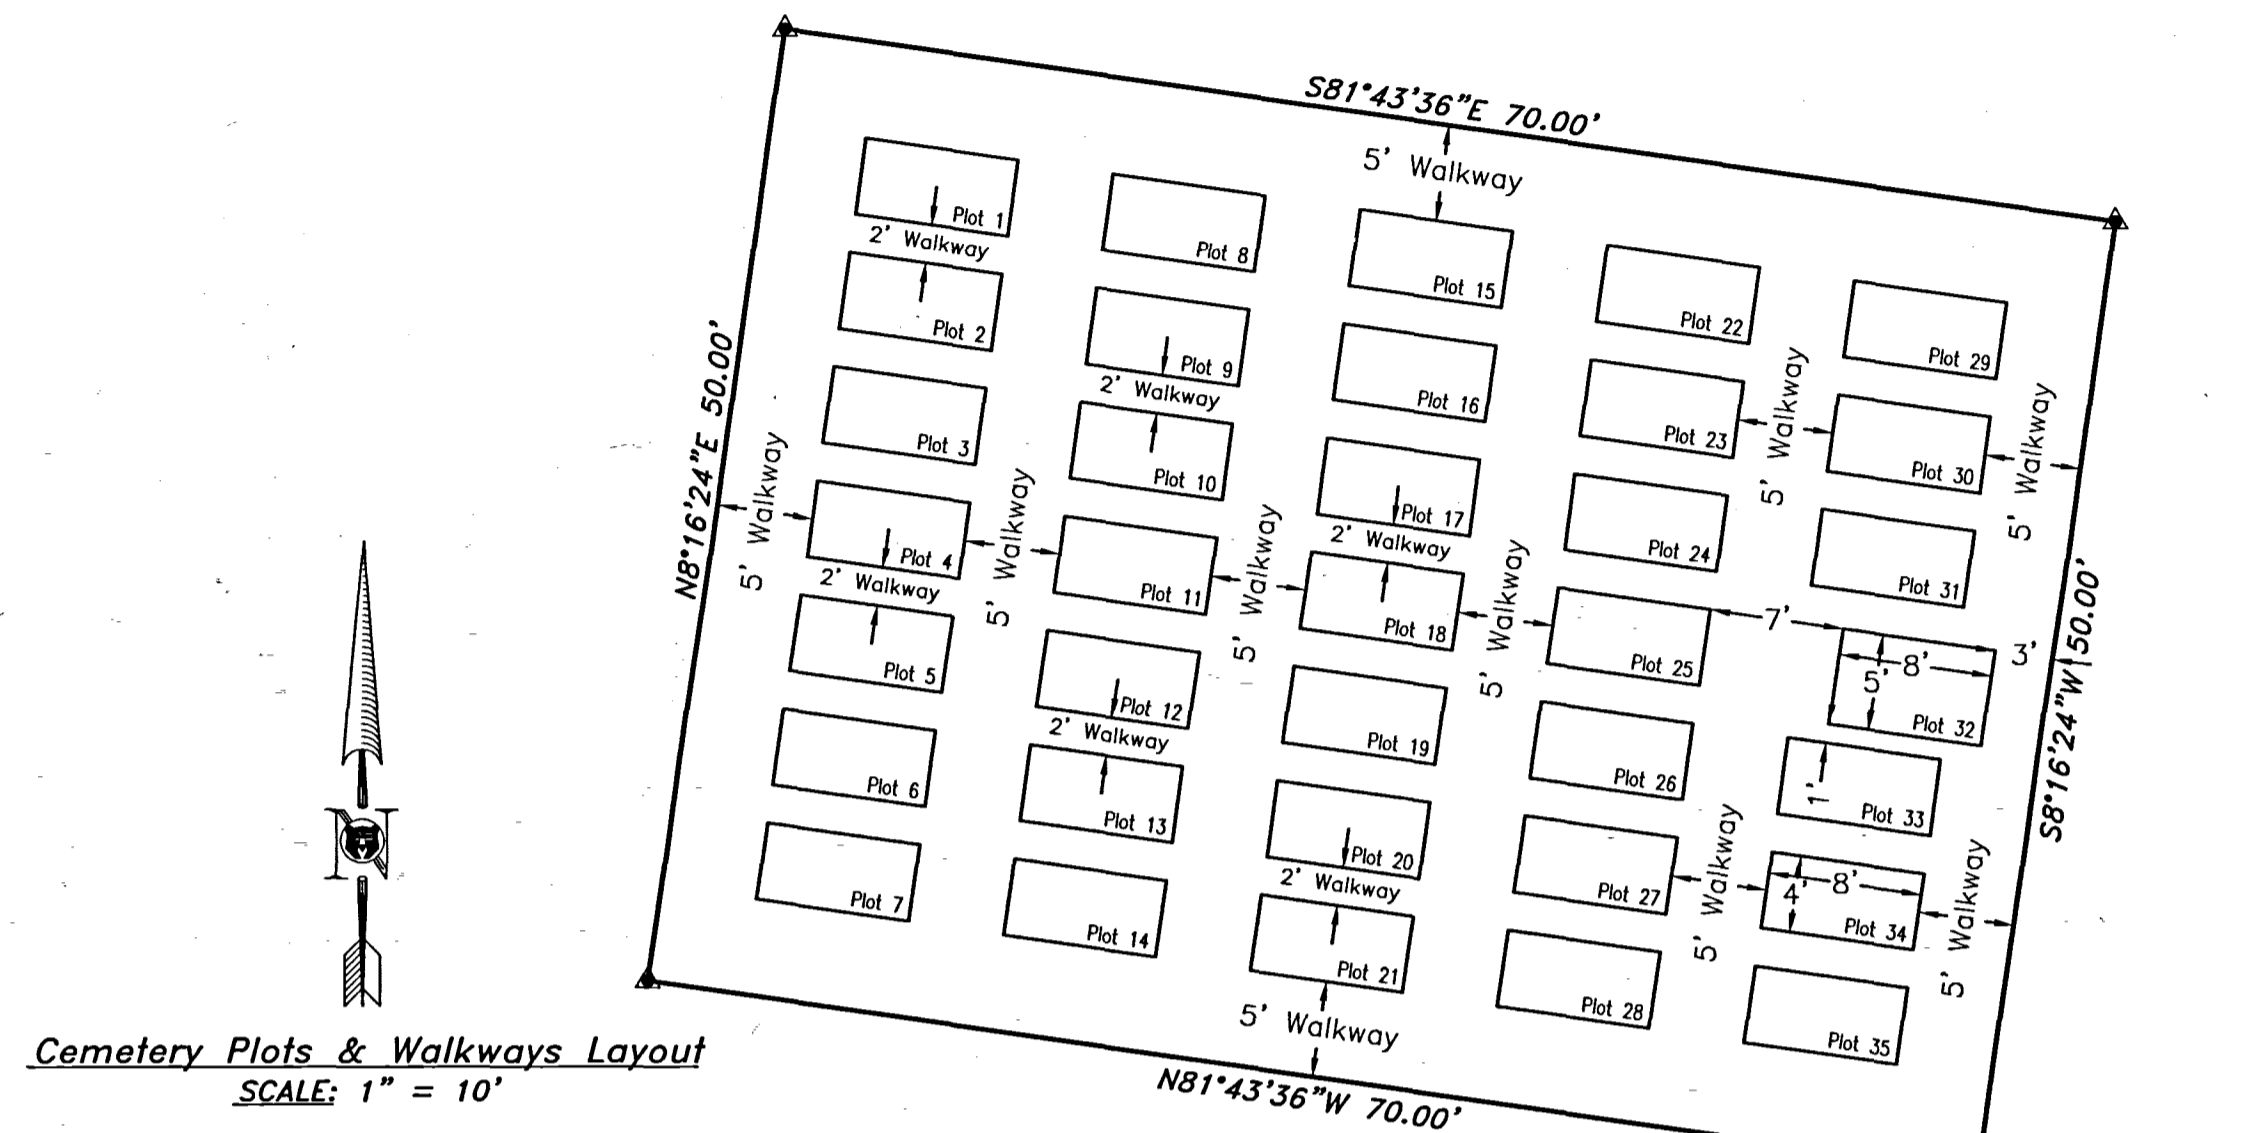 S81°43'36"E 70.00'
5' Walkway
Plot 1
2' Walkway
Plot 2
Plot 3
Plot 4
2' Walkway
Plot 5
Plot 6
Plot 7
Plot 8
Plot 9
2' Walkway
Plot 10
Plot 11
Plot 12
2' Walkway
Plot 13
Plot 14
Plot 15
Plot 16
Plot 17
2' Walkway
Plot 18
Plot 19
Plot 20
2' Walkway
Plot 21
5' Walkway
Plot 22
Plot 23
Plot 24
Plot 25
Plot 26
Plot 27
Plot 28
Plot 29
Plot 30
Plot 31
7'
3'
8'
5'
Plot 32
1'
Plot 33
8'
4'
Plot 34
Plot 35
N8°16'24"E 50.00'
5' Walkway
5' Walkway
5' Walkway
5' Walkway
5' Walkway
5' Walkway
5' Walkway
5' Walkway
S8°16'24"W 50.00'
N81°43'36"W 70.00'
N
Cemetery Plots & Walkways Layout
SCALE: 1" = 10'